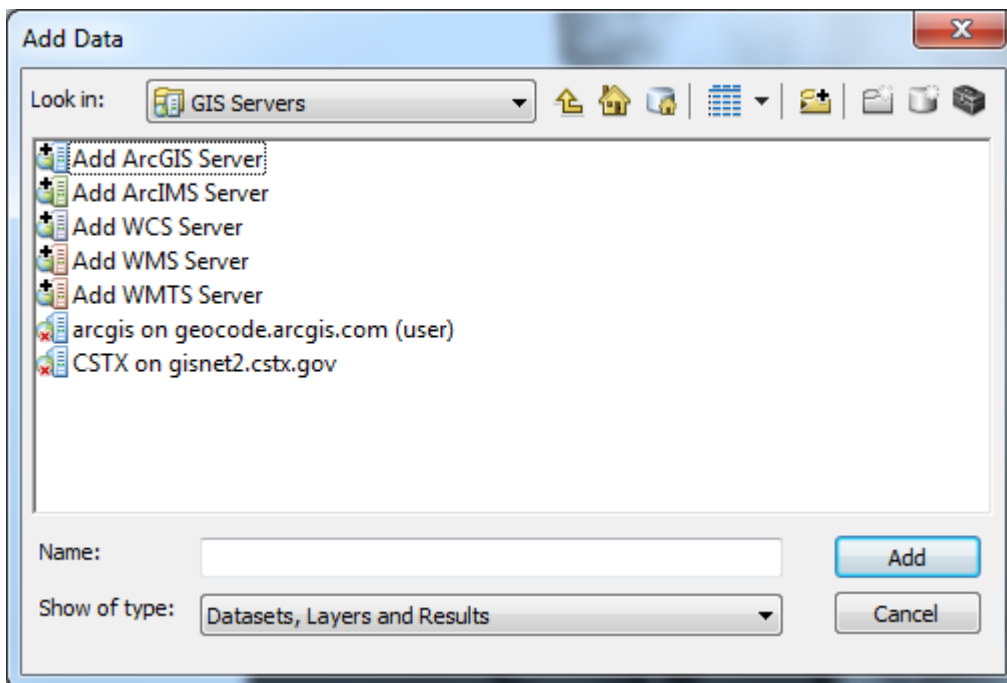 Add Data
Look in: GIS Servers
Add ArcGIS Server
Add ArcIMS Server
Add WCS Server
Add WMS Server
Add WMTS Server
arcgis on geocode.arcgis.com (user)
CSTX on gisnet2.cstx.gov
Name: Add
Show of type: Datasets, Layers and Results Cancel